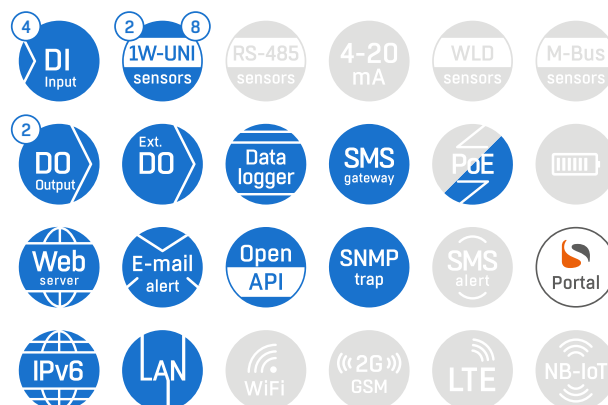 4
DI
Input
2
8
1W-UNI
sensors
RS-485
sensors
4-20
mA
WLD
sensors
M-Bus
sensors
2
DO
Output
Ext.
DO
Data
logger
SMS
gateway
PoE
Web
server
E-mail
alert
Open
API
SNMP
trap
SMS
alert
Portal
IPv6
LAN
WiFi
2G
GSM
LTE
NB-IoT